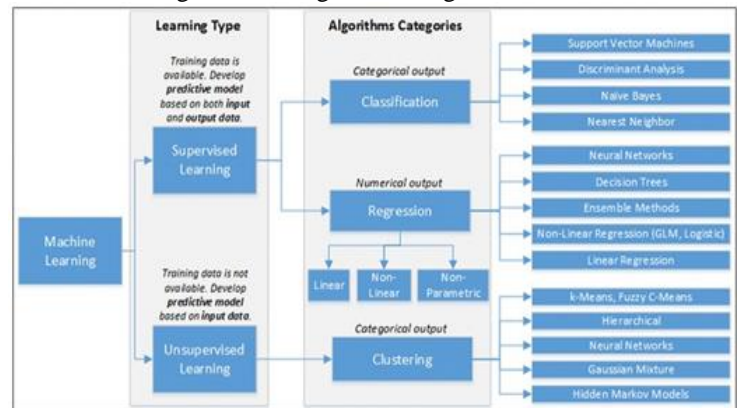 Learning Type
Algorithms Categories
Training data is
available. Develop
predictive model
based on both input
and output data.
Supervised
Learning
Machine
Learning
Training data is not
available. Develop
predictive model
based on input data.
Unsupervised
Learning
Categorical output
Classification
Numerical output
Regression
Linear
Non-
Linear
Non-
Parametric
Categorical output
Clustering
Support Vector Machines
Discriminant Analysis
Naive Bayes
Nearest Neighbor
Neural Networks
Decision Trees
Ensemble Methods
Non-Linear Regression (GLM, Logistic)
Linear Regression
k-Means, Fuzzy C-Means
Hierarchical
Neural Networks
Gaussian Mixture
Hidden Markov Models